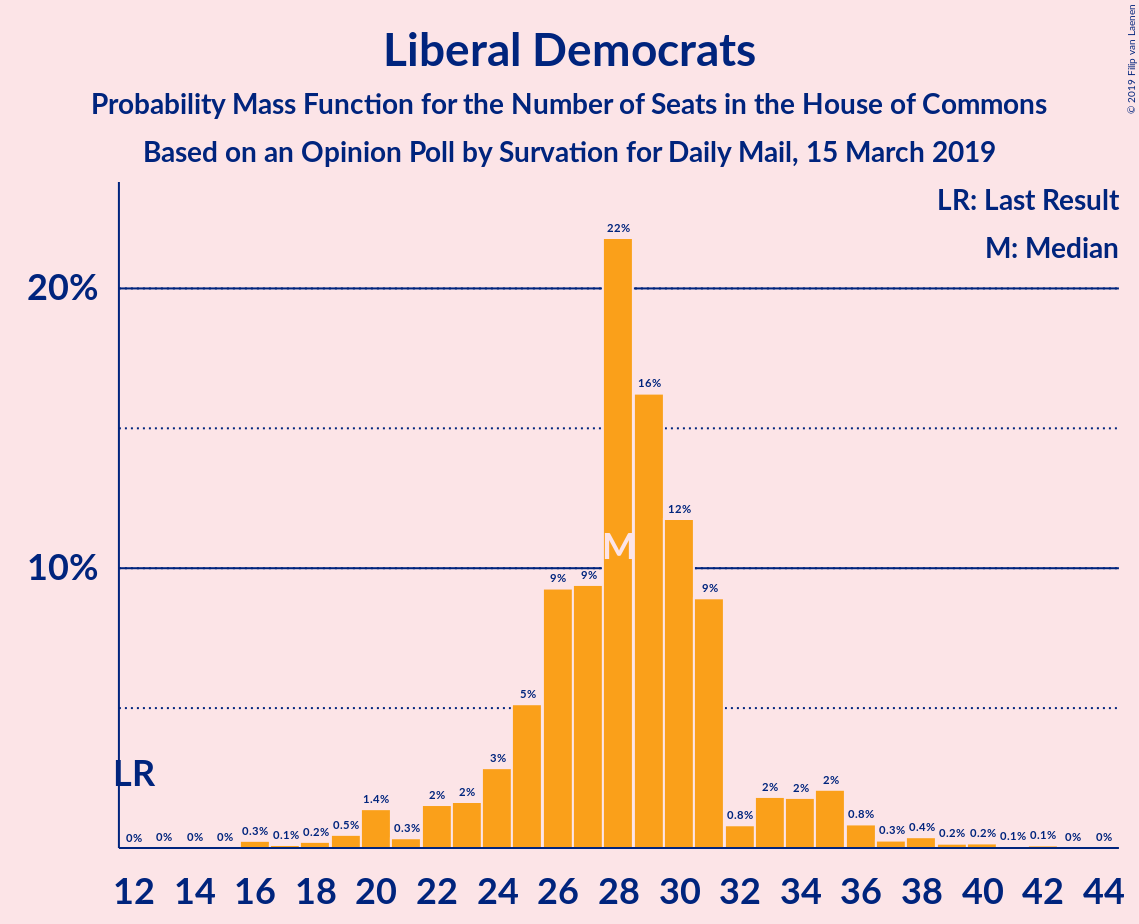 Liberal Democrats
Probability Mass Function for the Number of Seats in the House of Commons
Based on an Opinion Poll by Survation for Daily Mail, 15 March 2019
© 2019 Filip van Laenen
LR: Last Result
M: Median
20%
10%
LR
M
0% 0% 0% 0% 0.3% 0.1% 0.2% 0.5% 1.4% 0.3% 2% 2% 3% 5% 9% 9% 22% 16% 12% 9% 0.8% 2% 2% 2% 0.8% 0.3% 0.4% 0.2% 0.2% 0.1% 0.1% 0% 0%
12 14 16 18 20 22 24 26 28 30 32 34 36 38 40 42 44